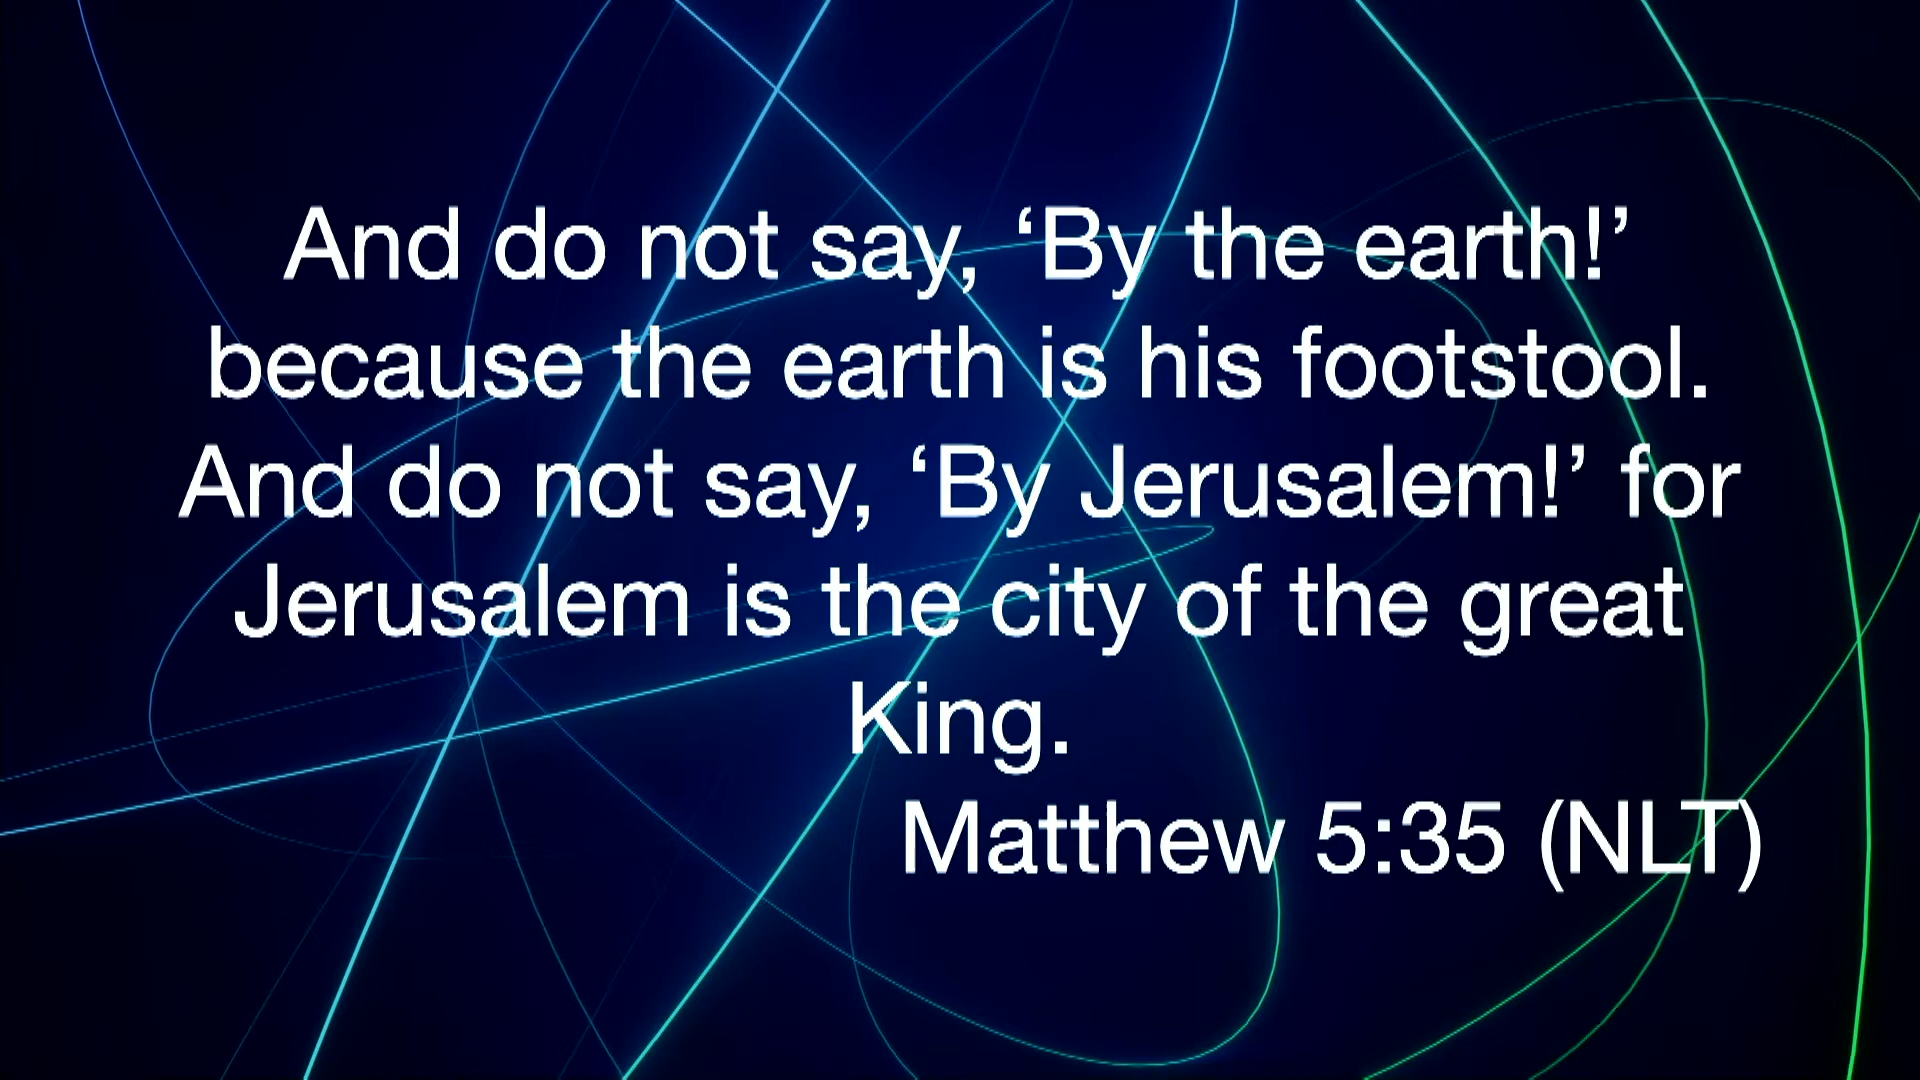 And do not say, ‘By the earth!’
because the earth is his footstool.
And do not say, ‘By Jerusalem!’ for
Jerusalem is the city of the great
King.
Matthew 5:35 (NLT)